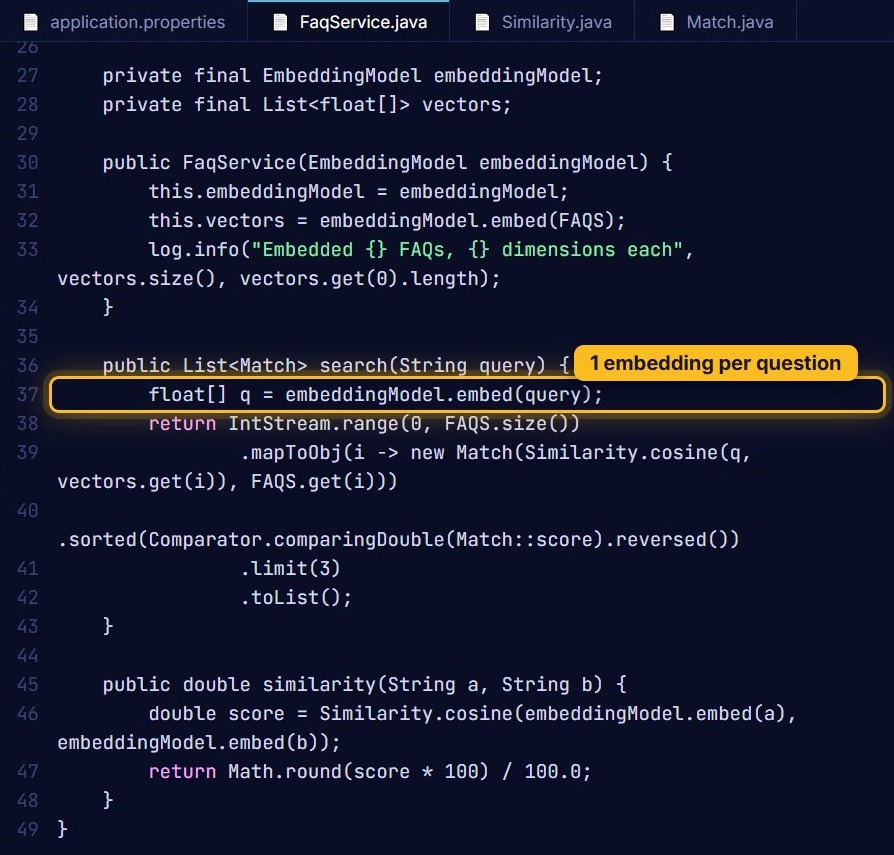 application.properties FaqService.java Similarity.java Match.java
26
27 private final EmbeddingModel embeddingModel;
28 private final List<float[]> vectors;
29
30 public FaqService(EmbeddingModel embeddingModel) {
31 this.embeddingModel = embeddingModel;
32 this.vectors = embeddingModel.embed(FAQS);
33 log.info("Embedded {} FAQs, {} dimensions each",
vectors.size(), vectors.get(0).length);
34 }
35
36 public List<Match> search(String query) { 1 embedding per question
37 float[] q = embeddingModel.embed(query);
38 return IntStream.range(0, FAQS.size())
39 .mapToObj(i -> new Match(Similarity.cosine(q,
vectors.get(i)), FAQS.get(i)))
40
.sorted(Comparator.comparingDouble(Match::score).reversed())
41 .limit(3)
42 .toList();
43 }
44
45 public double similarity(String a, String b) {
46 double score = Similarity.cosine(embeddingModel.embed(a),
embeddingModel.embed(b));
47 return Math.round(score * 100) / 100.0;
48 }
49 }